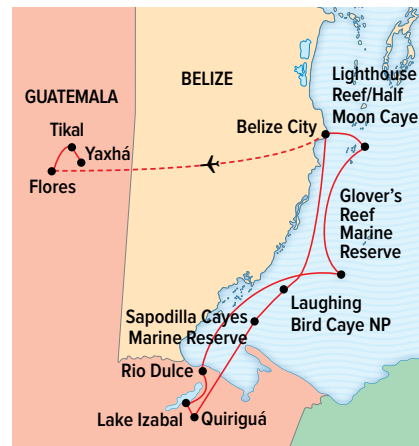 BELIZE
Lighthouse
Reef/Half
Moon Caye
GUATEMALA
Tikal
Yaxhá
Flores
Belize City
Glover's
Reef
Marine
Reserve
Laughing
Bird Caye NP
Sapodilla Cayes
Marine Reserve
Rio Dulce
Lake Izabal
Quiriguá